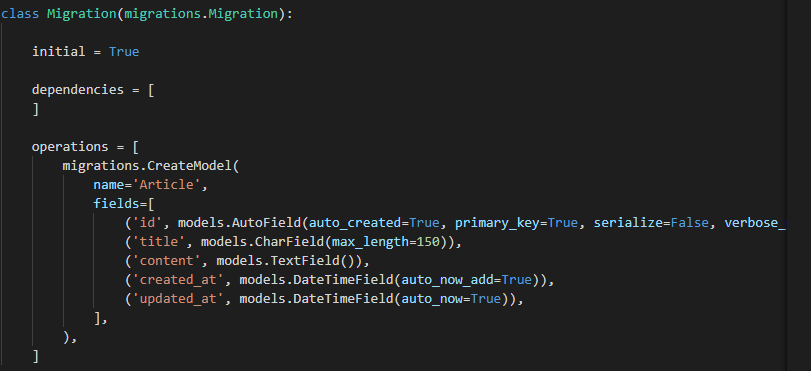 class Migration(migrations.Migration):
initial = True
dependencies = [
]
operations = [
migrations.CreateModel(
name='Article',
fields=[
('id', models.AutoField(auto_created=True, primary_key=True, serialize=False, verbose_
('title', models.CharField(max_length=150)),
('content', models.TextField()),
('created_at', models.DateTimeField(auto_now_add=True)),
('updated_at', models.DateTimeField(auto_now=True)),
],
),
]